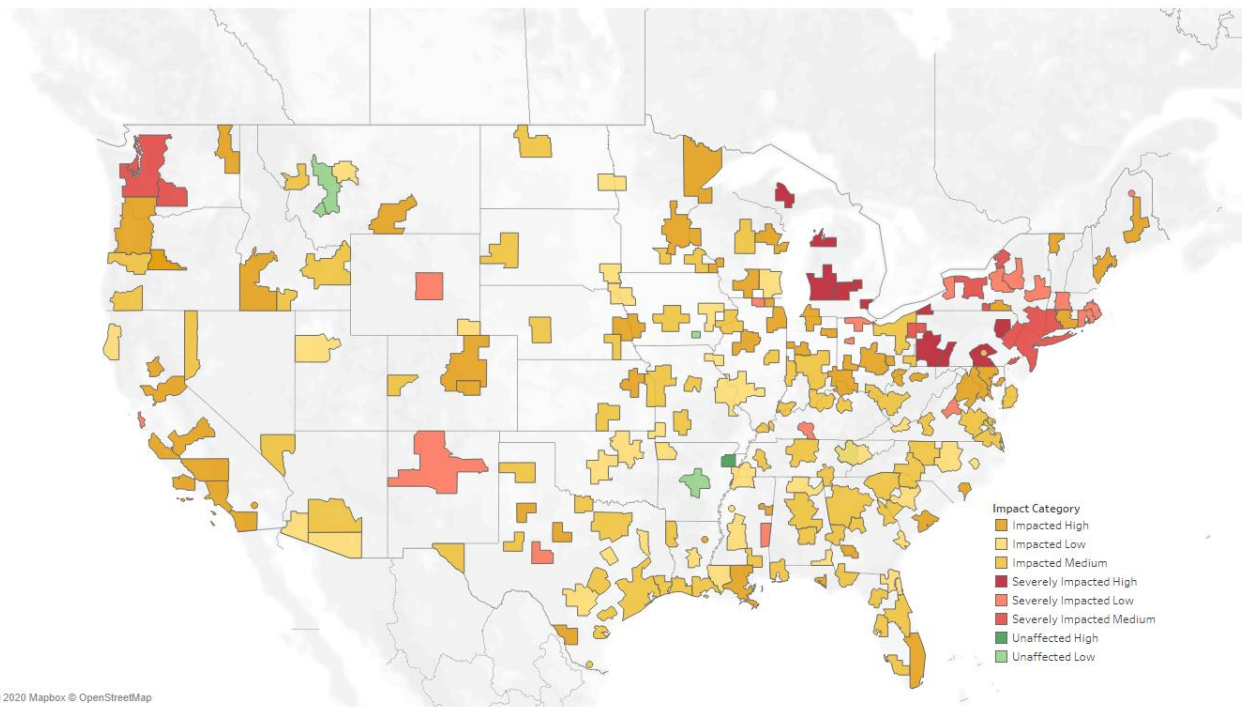 Impact Category
Impacted High
Impacted Low
Impacted Medium
Severely Impacted High
Severely Impacted Low
Severely Impacted Medium
Unaffected High
Unaffected Low
2020 Mapbox © OpenStreetMap